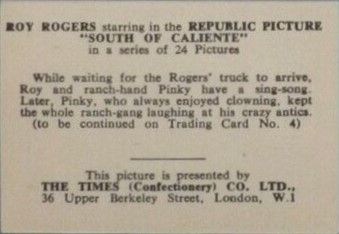 ROY ROGERS starring in the REPUBLIC PICTURE
"SOUTH OF CALIENTE"
in a series of 24 Pictures
While waiting for the Rogers' truck to arrive,
Roy and ranch-hand Pinky have a sing-song.
Later, Pinky, who always enjoyed clowning, kept
the whole ranch-gang laughing at his crazy antics.
(to be continued on Trading Card No. 4)
This picture is presented by
THE TIMES (Confectionery) CO. LTD.,
36 Upper Berkeley Street, London, W.1